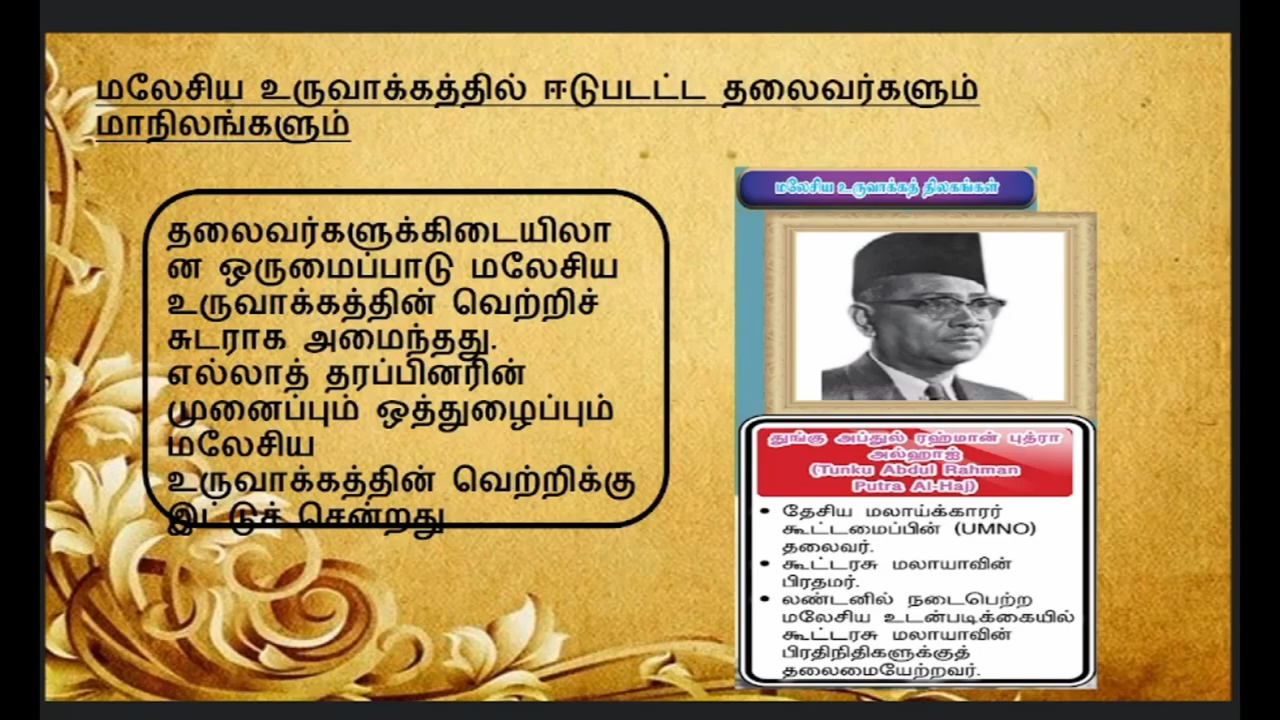 மலேசிய உருவாக்கத்தில் ஈடுபடட்ட தலைவர்களும்
மாநிலங்களும்
தலைவர்களுக்கிடையிலா
ன ஒருமைப்பாடு மலேசிய
உருவாக்கத்தின் வெற்றிச்
சுடராக அமைந்தது.
எல்லாத் தரப்பினரின்
முனைப்பும் ஒத்துழைப்பும்
மலேசிய
உருவாக்கத்தின் வெற்றிக்கு
இட்டுச் சென்றது
மலேசிய உருவாக்கத் திலகங்கள்
துங்கு அப்துல் ரஹ்மான் புத்ரா
அல்ஹாஜ்
(Tunku Abdul Rahman
Putra Al-Haj)
• தேசிய மலாய்க்காரர்
கூட்டமைப்பின் (UMNO)
தலைவர்.
• கூட்டரசு மலாயாவின்
பிரதமர்.
• லண்டனில் நடைபெற்ற
மலேசிய உடன்படிக்கையில்
கூட்டரசு மலாயாவின்
பிரதிநிதிகளுக்குத்
தலைமையேற்றவர்.